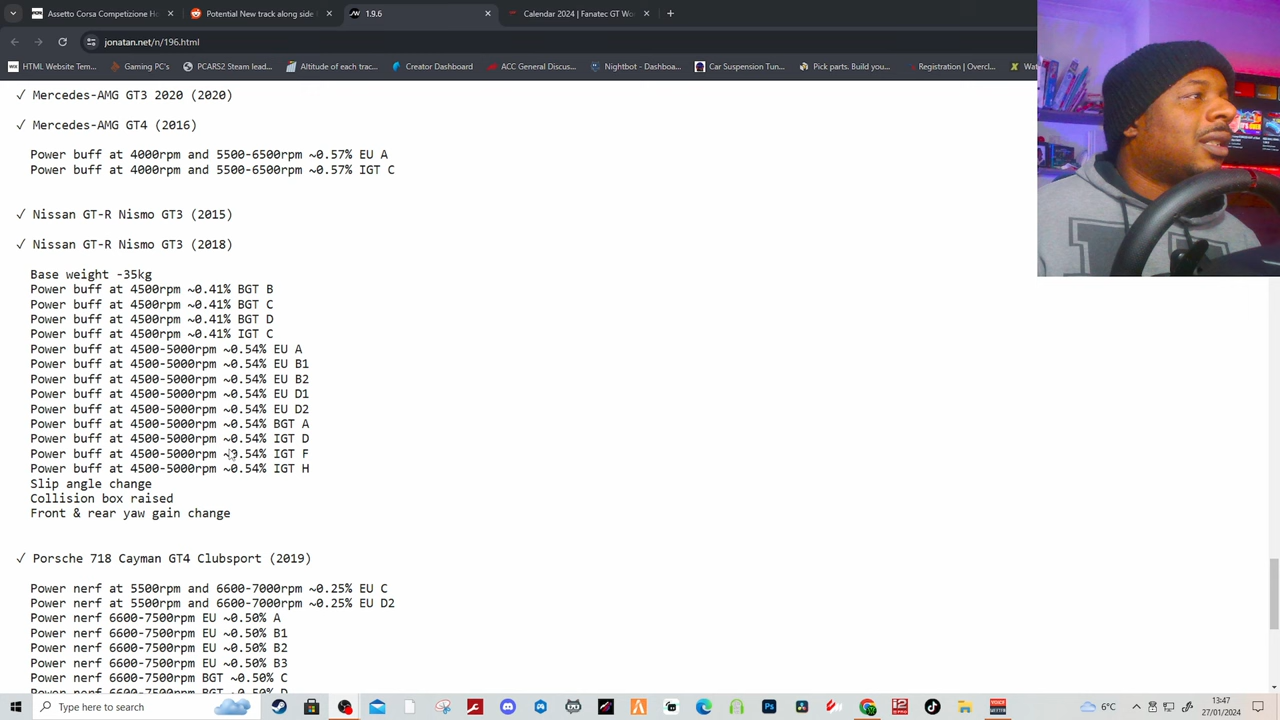 Assetto Corsa Competizione Ho
Potential New track along side
1.9.6
Calendar 2024 | Fanatec GT Wo
jonatan.net/n/196.html
HTML Website Tem...
Gaming PC's
PCARS2 Steam lead...
Altitude of each trac...
Creator Dashboard
ACC General Discus...
Nightbot - Dashboa...
Car Suspension Tun...
Pick parts. Build you...
Registration | Overcl...
✓ Mercedes-AMG GT3 2020 (2020)
✓ Mercedes-AMG GT4 (2016)
Power buff at 4000rpm and 5500-6500rpm ~0.57% EU A
Power buff at 4000rpm and 5500-6500rpm ~0.57% IGT C
✓ Nissan GT-R Nismo GT3 (2015)
✓ Nissan GT-R Nismo GT3 (2018)
Base weight -35kg
Power buff at 4500rpm ~0.41% BGT B
Power buff at 4500rpm ~0.41% BGT C
Power buff at 4500rpm ~0.41% BGT D
Power buff at 4500rpm ~0.41% IGT C
Power buff at 4500-5000rpm ~0.54% EU A
Power buff at 4500-5000rpm ~0.54% EU B1
Power buff at 4500-5000rpm ~0.54% EU B2
Power buff at 4500-5000rpm ~0.54% EU D1
Power buff at 4500-5000rpm ~0.54% EU D2
Power buff at 4500-5000rpm ~0.54% BGT A
Power buff at 4500-5000rpm ~0.54% IGT D
Power buff at 4500-5000rpm ~0.54% IGT F
Power buff at 4500-5000rpm ~0.54% IGT H
Slip angle change
Collision box raised
Front & rear yaw gain change
✓ Porsche 718 Cayman GT4 Clubsport (2019)
Power nerf at 5500rpm and 6600-7000rpm ~0.25% EU C
Power nerf at 5500rpm and 6600-7000rpm ~0.25% EU D2
Power nerf 6600-7500rpm EU ~0.50% A
Power nerf 6600-7500rpm EU ~0.50% B1
Power nerf 6600-7500rpm EU ~0.50% B2
Power nerf 6600-7500rpm EU ~0.50% B3
Power nerf 6600-7500rpm BGT ~0.50% C
Power nerf 6600-7500rpm BGT ~0.50% D
Type here to search
6°C
13:47
27/01/2024